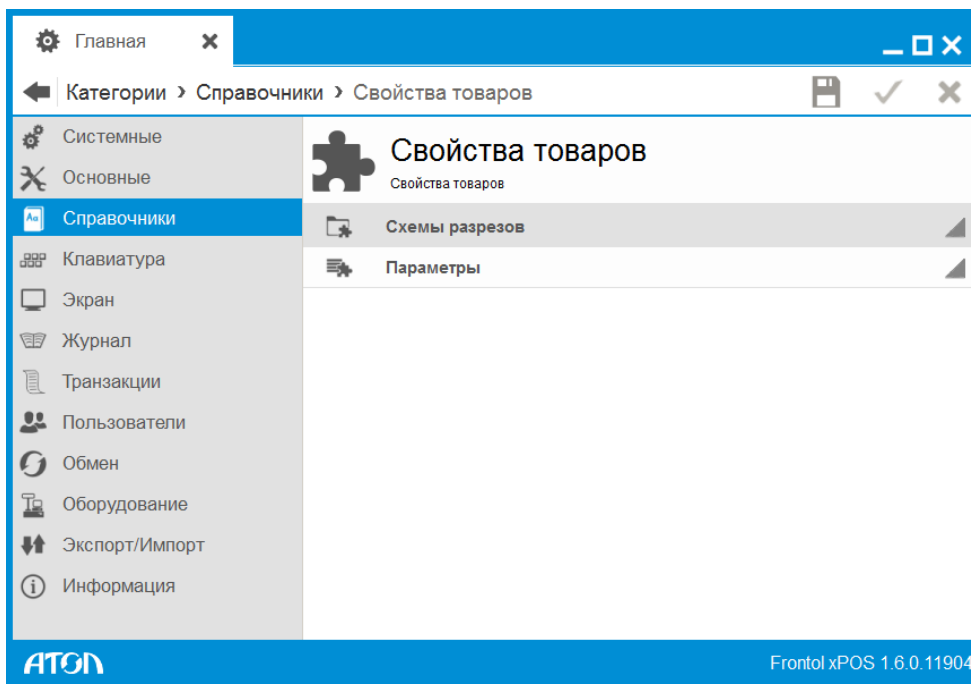 Главная
Категории › Справочники › Свойства товаров
Системные
Основные
Справочники
Клавиатура
Экран
Журнал
Транзакции
Пользователи
Обмен
Оборудование
Экспорт/Импорт
Информация
Свойства товаров
Свойства товаров
Схемы разрезов
Параметры
АТОЛ
Frontol xPOS 1.6.0.11904